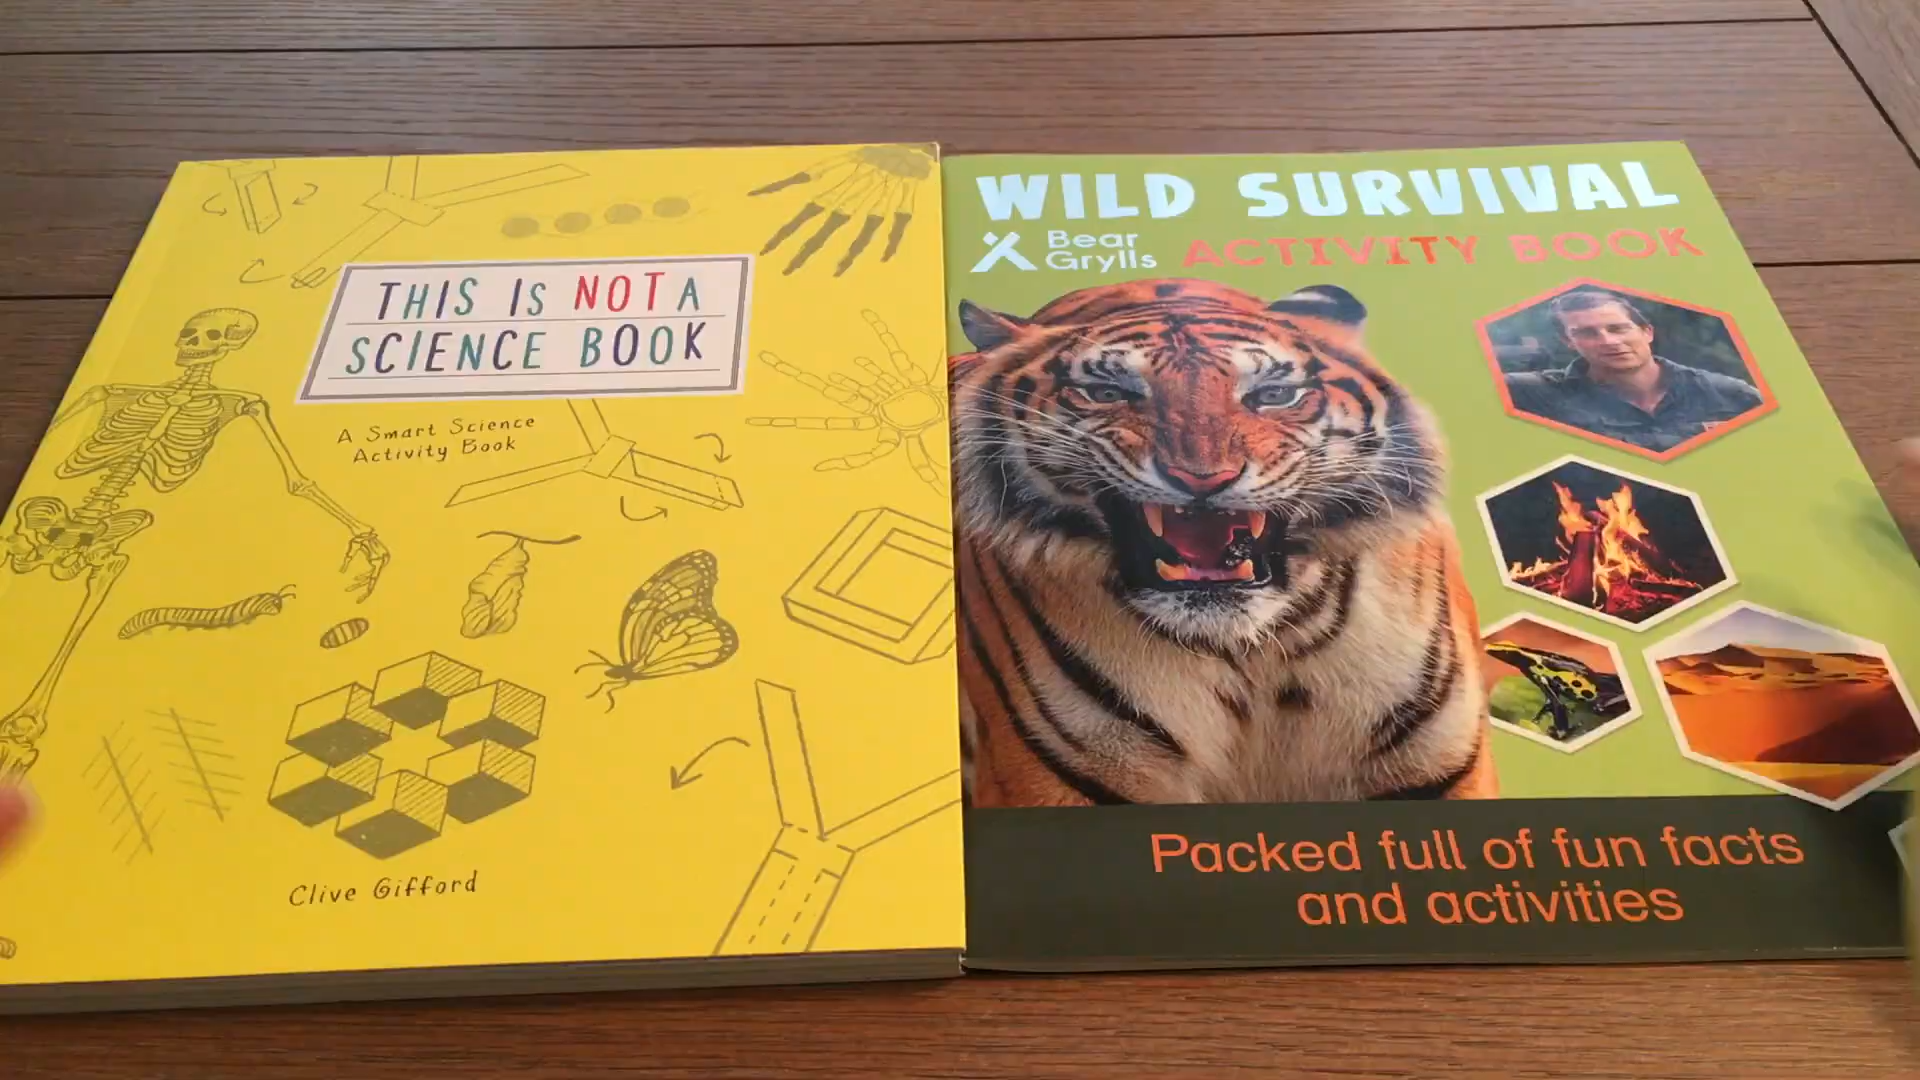 THIS IS NOT A
SCIENCE BOOK
A Smart Science
Activity Book
Clive Gifford
WILD SURVIVAL
Bear
Grylls
ACTIVITY BOOK
Packed full of fun facts
and activities